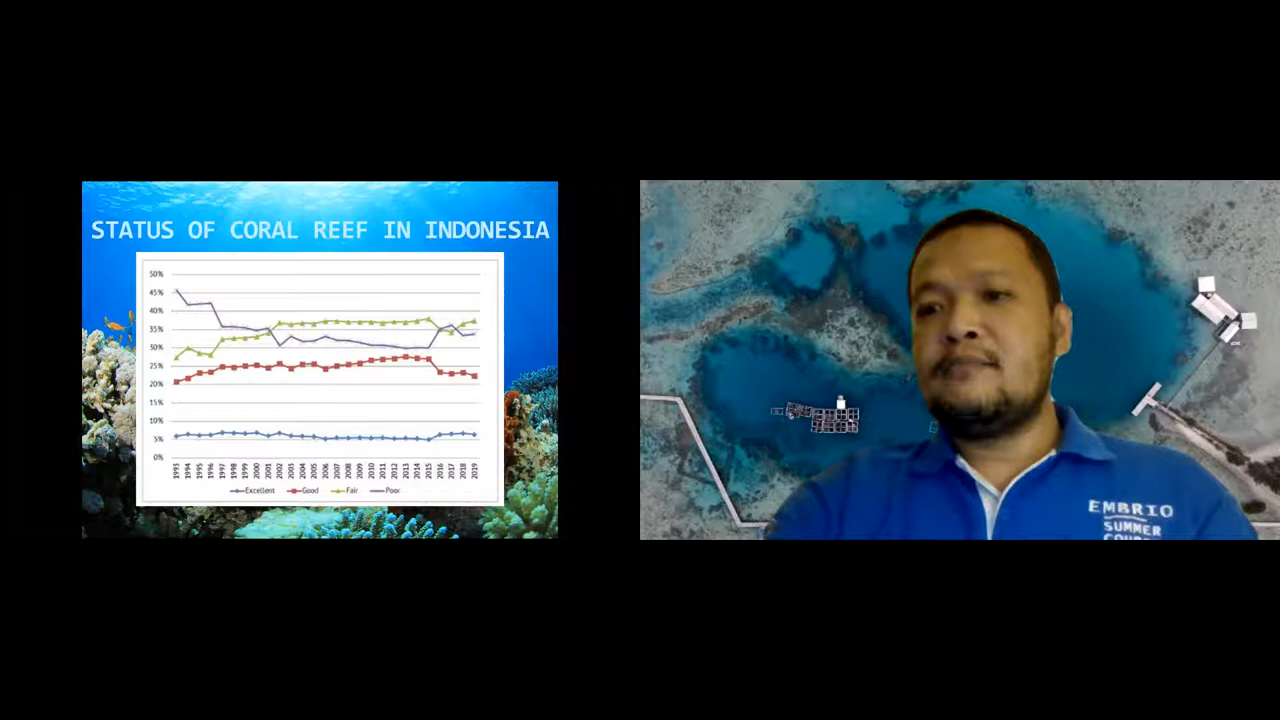 STATUS OF CORAL REEF IN INDONESIA
50%
45%
40%
35%
30%
25%
20%
15%
10%
5%
0%
1993 1994 1995 1996 1997 1998 1999 2000 2001 2002 2003 2004 2005 2006 2007 2008 2009 2010 2011 2012 2013 2014 2015 2016 2017 2018 2019
Excellent Good Fair Poor
EMBRIO
SUMMER